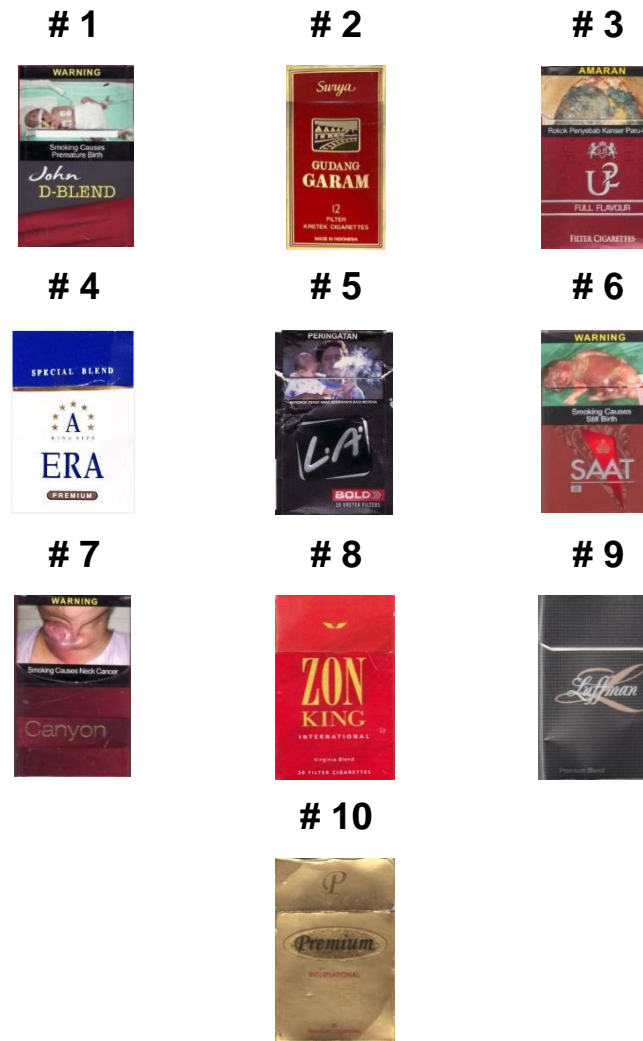 # 1
# 2
# 3
WARNING
Smoking Causes
Premature Birth
John
D-BLEND
Surya
GUDANG
GARAM
12
FILTER
KRETEK CIGARETTES
MADE IN INDONESIA
AMARAN
Rokok Penyebab Kanser Paru-
U2
FULL FLAVOUR
FILTER CIGARETTES
# 4
# 5
# 6
SPECIAL BLEND
A
KING SIZE
ERA
PREMIUM
PERINGATAN
L.A.
BOLD
20 KRETEK FILTERS
WARNING
Smoking Causes
Still Birth
SAAT
20
# 7
# 8
# 9
WARNING
Smoking Causes Neck Cancer
Canyon
ZON
KING
INTERNATIONAL
Virginia Blend
20 FILTER CIGARETTES
Luffman
Premium Blend
# 10
P
Premium
INTERNATIONAL